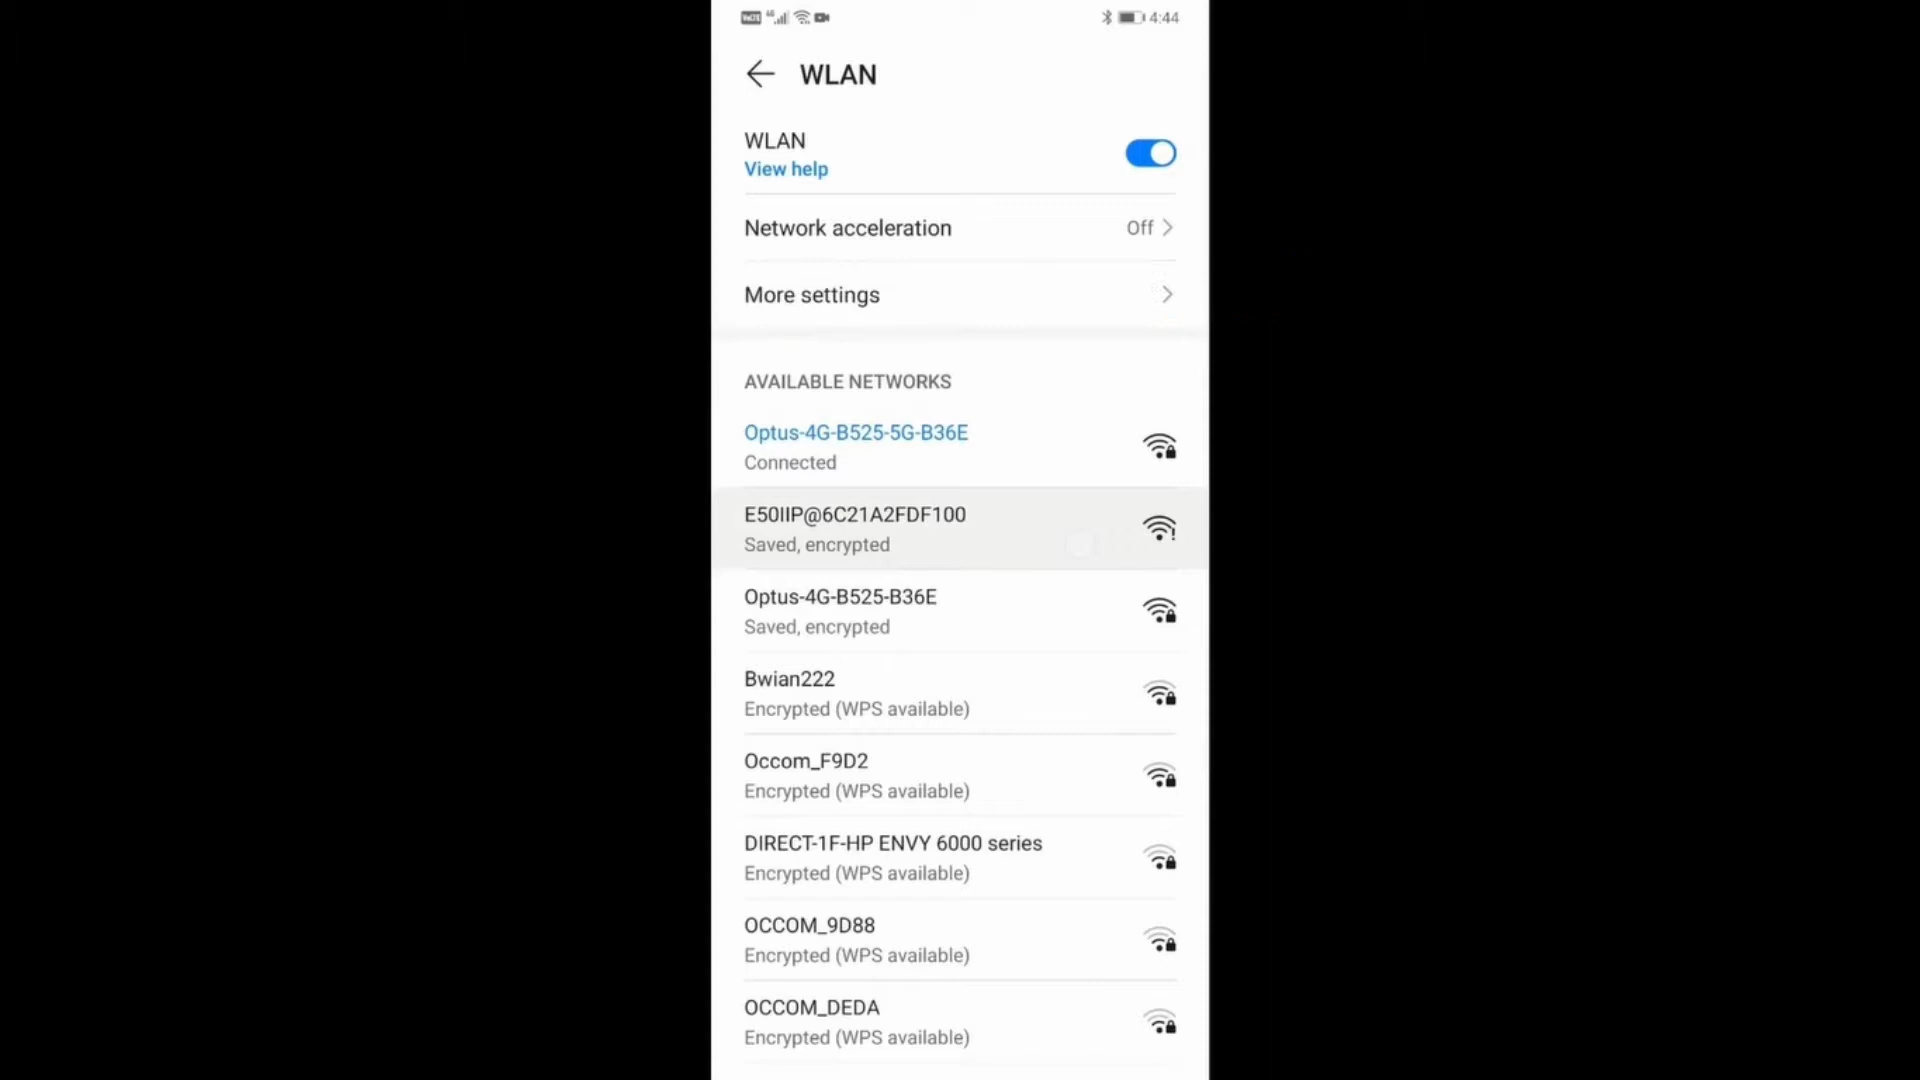 VoLTE 4G 4:44
WLAN
WLAN
View help
Network acceleration Off
More settings
AVAILABLE NETWORKS
Optus-4G-B525-5G-B36E
Connected
E50IIP@6C21A2FDF100
Saved, encrypted
Optus-4G-B525-B36E
Saved, encrypted
Bwian222
Encrypted (WPS available)
Occom_F9D2
Encrypted (WPS available)
DIRECT-1F-HP ENVY 6000 series
Encrypted (WPS available)
OCCOM_9D88
Encrypted (WPS available)
OCCOM_DEDA
Encrypted (WPS available)